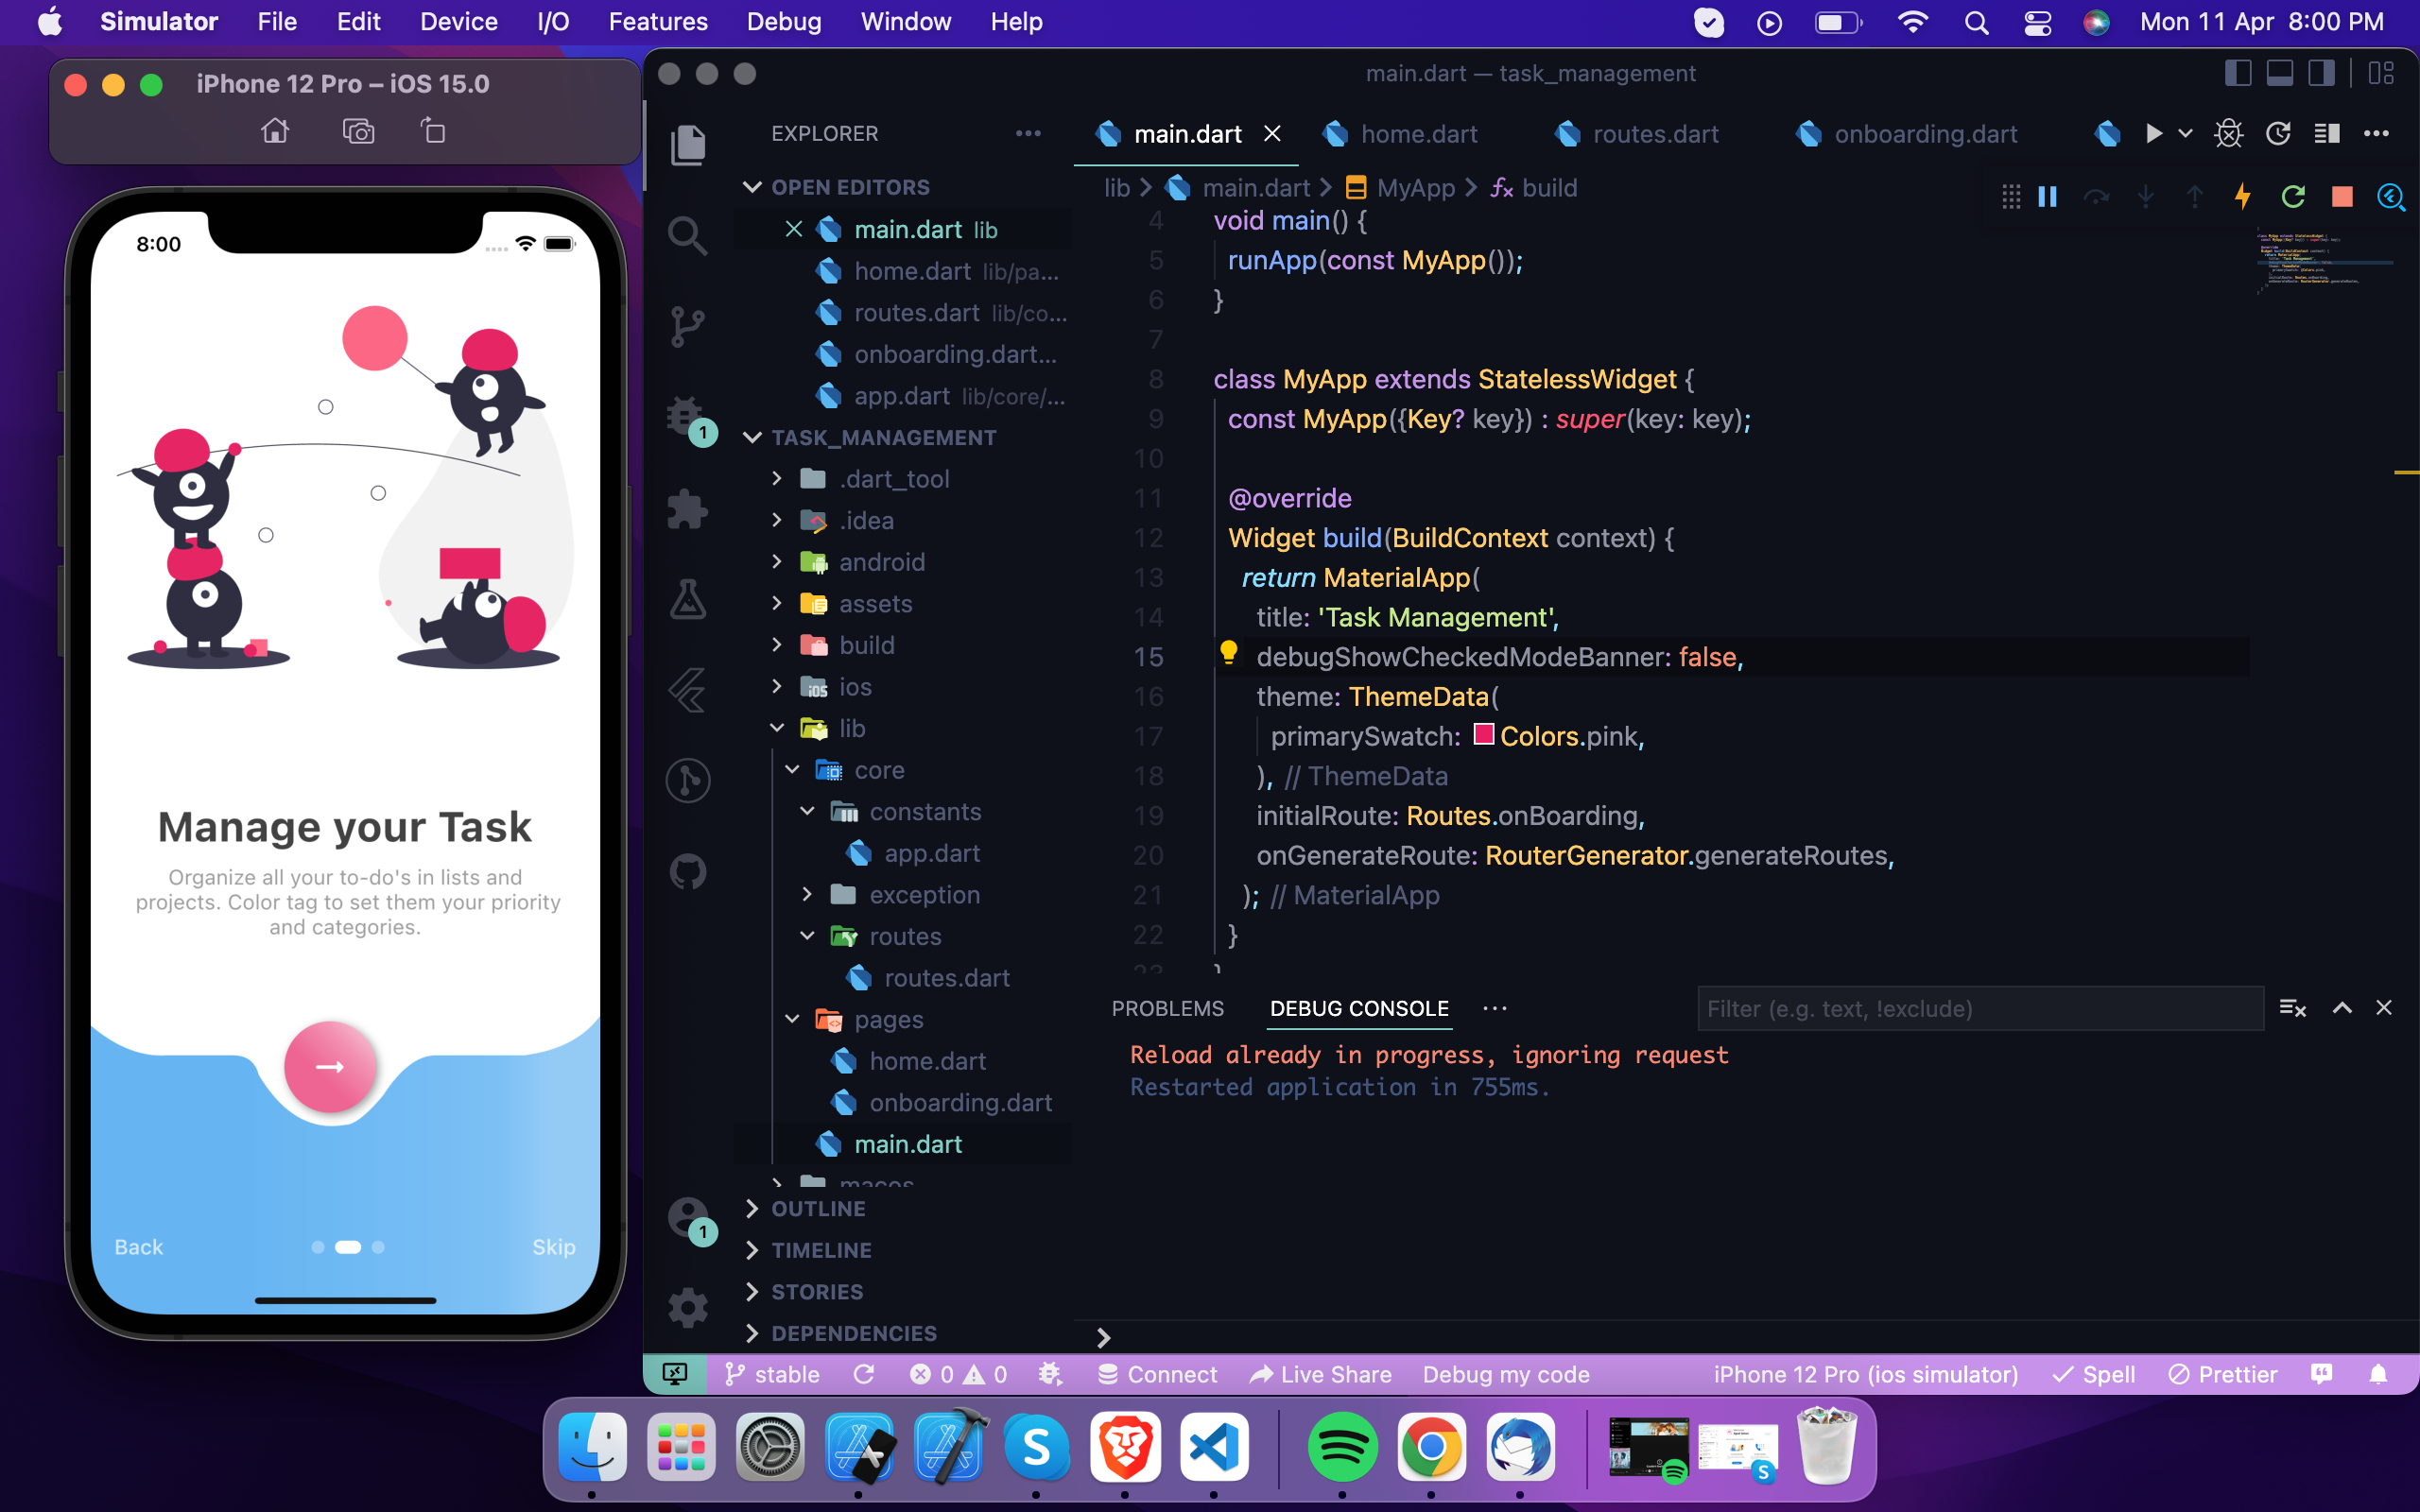 Simulator File Edit Device I/O Features Debug Window Help
Mon 11 Apr 8:00 PM
iPhone 12 Pro – iOS 15.0
8:00
Manage your Task
Organize all your to-do's in lists and
projects. Color tag to set them your priority
and categories.
Back
Skip
main.dart — task_management
EXPLORER
OPEN EDITORS
main.dart lib
home.dart lib/pa...
routes.dart lib/co...
onboarding.dart...
app.dart lib/core/...
TASK_MANAGEMENT
.dart_tool
.idea
android
assets
build
ios
lib
core
constants
app.dart
exception
routes
routes.dart
pages
home.dart
onboarding.dart
main.dart
macos
OUTLINE
TIMELINE
STORIES
DEPENDENCIES
1
1
main.dart
home.dart
routes.dart
onboarding.dart
lib > main.dart > MyApp > build
4 void main() {
5 runApp(const MyApp());
6 }
7
8 class MyApp extends StatelessWidget {
9 const MyApp({Key? key}) : super(key: key);
10
11 @override
12 Widget build(BuildContext context) {
13 return MaterialApp(
14 title: 'Task Management',
15 debugShowCheckedModeBanner: false,
16 theme: ThemeData(
17 primarySwatch: Colors.pink,
18 ), // ThemeData
19 initialRoute: Routes.onBoarding,
20 onGenerateRoute: RouterGenerator.generateRoutes,
21 ); // MaterialApp
22 }
23 }
PROBLEMS DEBUG CONSOLE ...
Filter (e.g. text, !exclude)
Reload already in progress, ignoring request
Restarted application in 755ms.
stable 0 0 Connect Live Share Debug my code iPhone 12 Pro (ios simulator) Spell Prettier